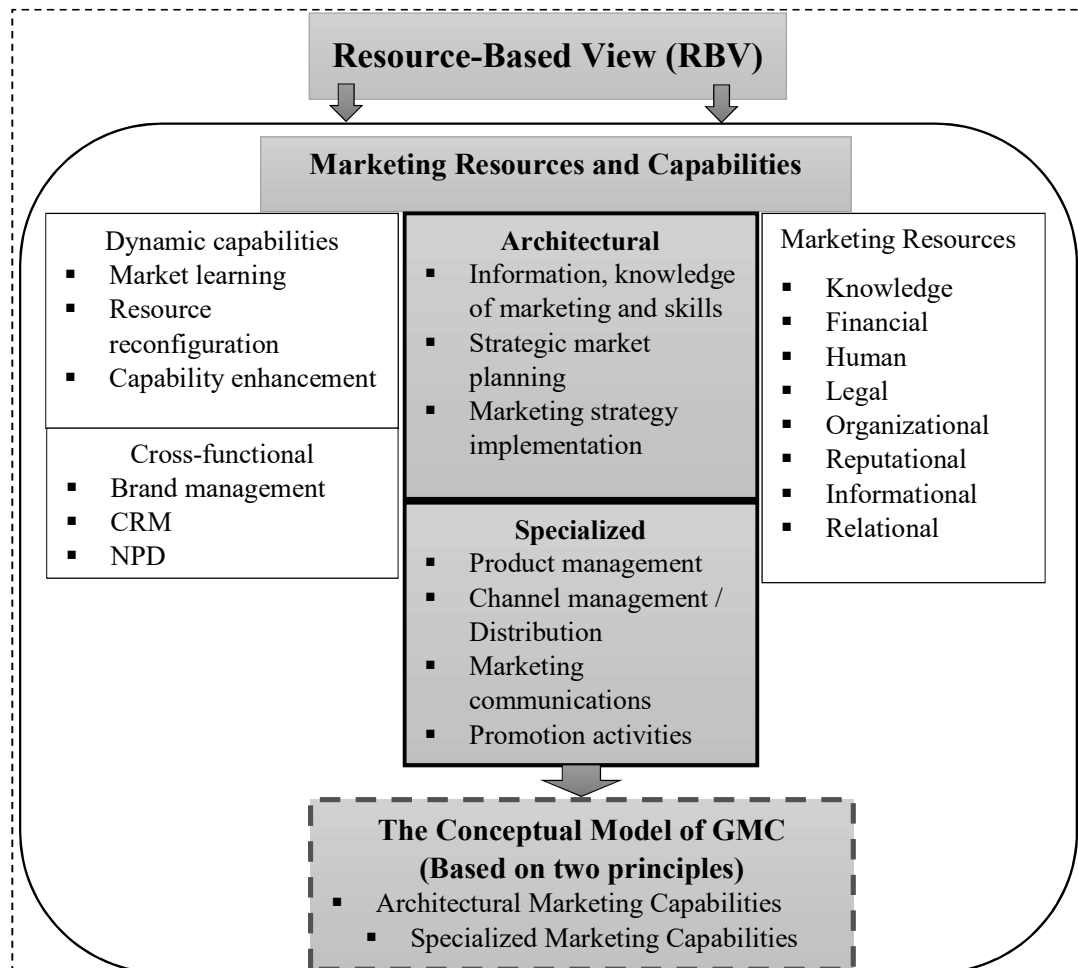 Resource-Based View (RBV)
Marketing Resources and Capabilities
Dynamic capabilities
▪ Market learning
▪ Resource
reconfiguration
▪ Capability enhancement
Cross-functional
▪ Brand management
▪ CRM
▪ NPD
Architectural
▪ Information, knowledge
of marketing and skills
▪ Strategic market
planning
▪ Marketing strategy
implementation
Specialized
▪ Product management
▪ Channel management /
Distribution
▪ Marketing
communications
▪ Promotion activities
Marketing Resources
▪ Knowledge
▪ Financial
▪ Human
▪ Legal
▪ Organizational
▪ Reputational
▪ Informational
▪ Relational
The Conceptual Model of GMC
(Based on two principles)
▪ Architectural Marketing Capabilities
▪ Specialized Marketing Capabilities